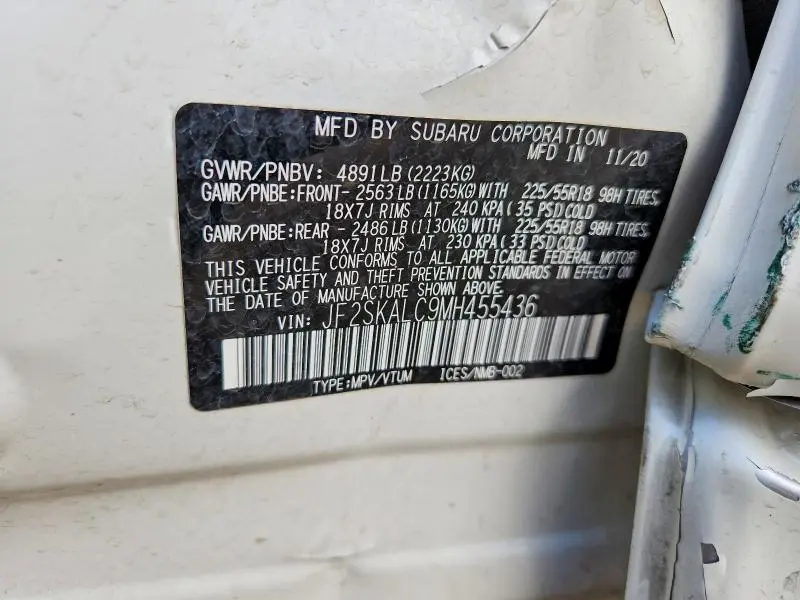 MFD BY SUBARU CORPORATION
MFD IN 11/20
GVWR/PNBV: 4891LB(2223KG)
GAWR/PNBE:FRONT- 2563LB(1165KG)WITH 225/55R18 98H TIRES,
18X7J RIMS AT 240 KPA(35 PSI)COLD
GAWR/PNBE:REAR - 2486LB(1130KG)WITH 225/55R18 98H TIRES,
18X7J RIMS AT 230 KPA(33 PSI)COLD
THIS VEHICLE CONFORMS TO ALL APPLICABLE FEDERAL MOTOR
VEHICLE SAFETY AND THEFT PREVENTION STANDARDS IN EFFECT ON
THE DATE OF MANUFACTURE SHOWN ABOVE.
VIN: JF2SKALC9MH455436
TYPE:MPV/VTUM ICES/NMB-002